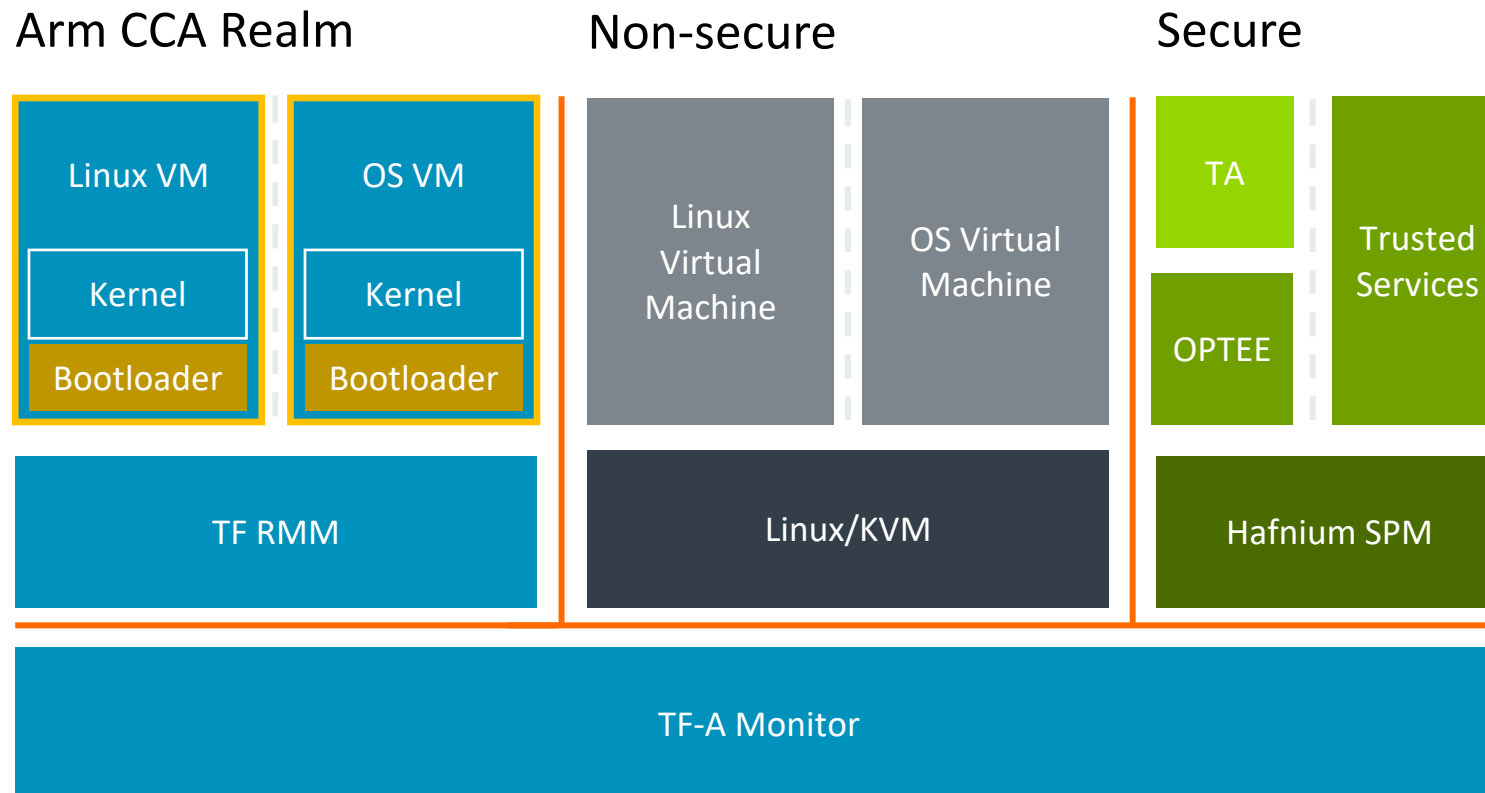 Arm CCA Realm
Non-secure
Secure
Linux VM
Kernel
Bootloader
OS VM
Kernel
Bootloader
Linux
Virtual
Machine
OS Virtual
Machine
TA
OPTEE
Trusted
Services
TF RMM
Linux/KVM
Hafnium SPM
TF-A Monitor